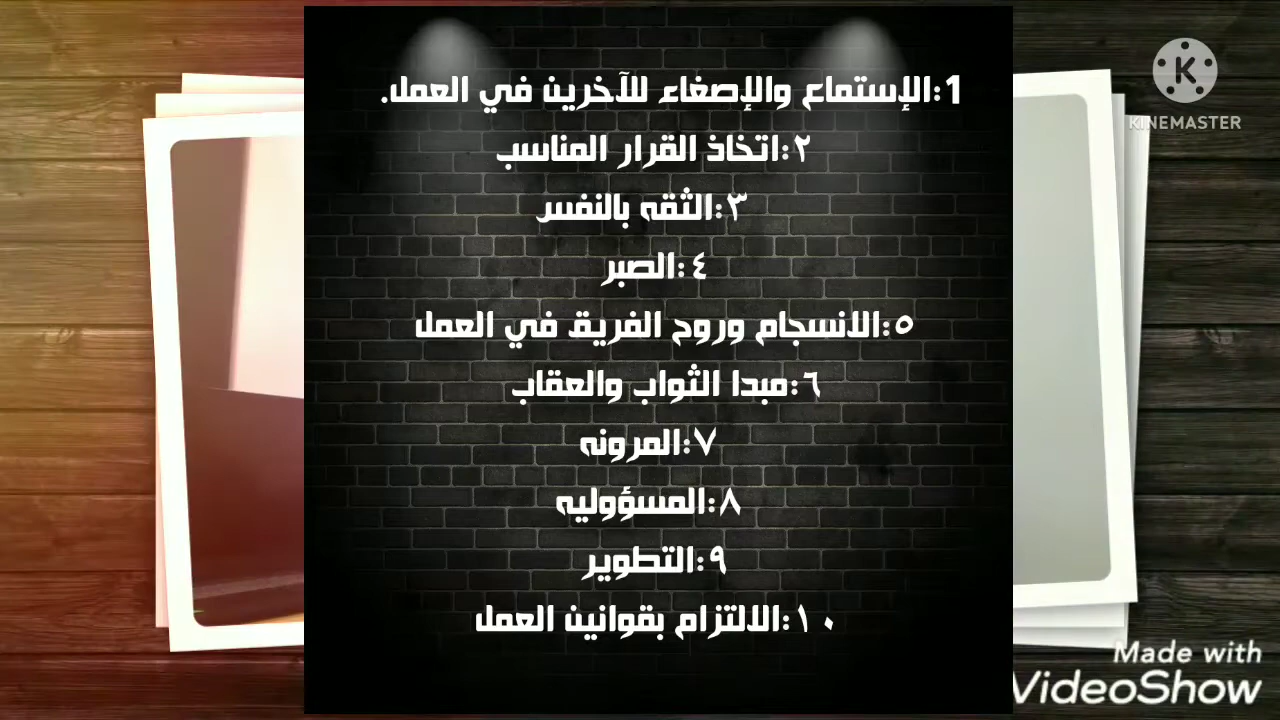 1:الإستماع والإصغاء للآخرين في العمل.
٢:اتخاذ القرار المناسب
٣:الثقه بالنفس
٤:الصبر
٥:الانسجام وروح الفريق في العمل
٦:مبدا الثواب والعقاب
٧:المرونه
٨:المسؤوليه
٩:التطوير
١٠:الالتزام بقوانين العمل
K
KINEMASTER
Made with
VideoShow